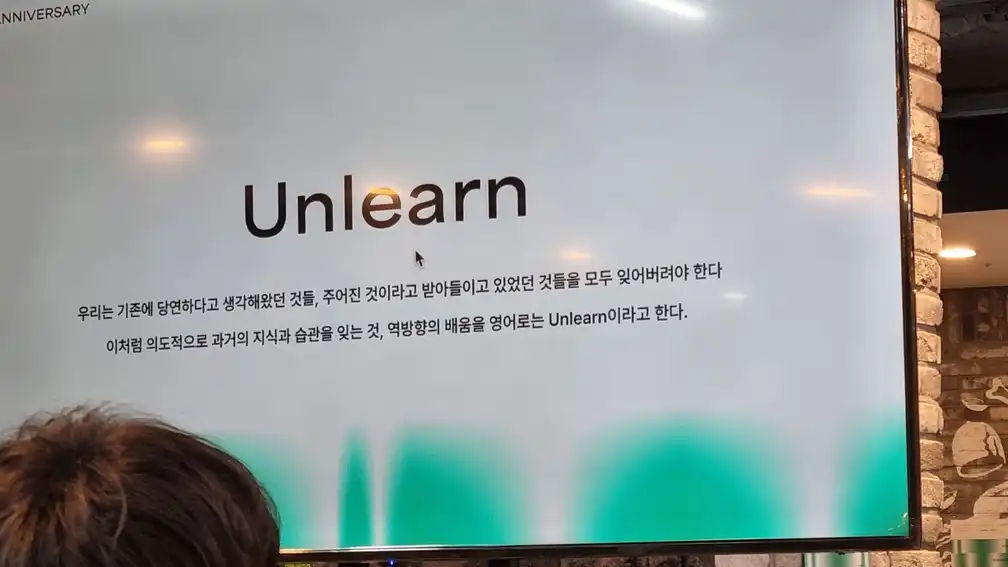 ANNIVERSARY
Unlearn
우리는 기존에 당연하다고 생각해왔던 것들, 주어진 것이라고 받아들이고 있었던 것들을 모두 잊어버려야 한다
이처럼 의도적으로 과거의 지식과 습관을 잊는 것, 역방향의 배움을 영어로는 Unlearn이라고 한다.